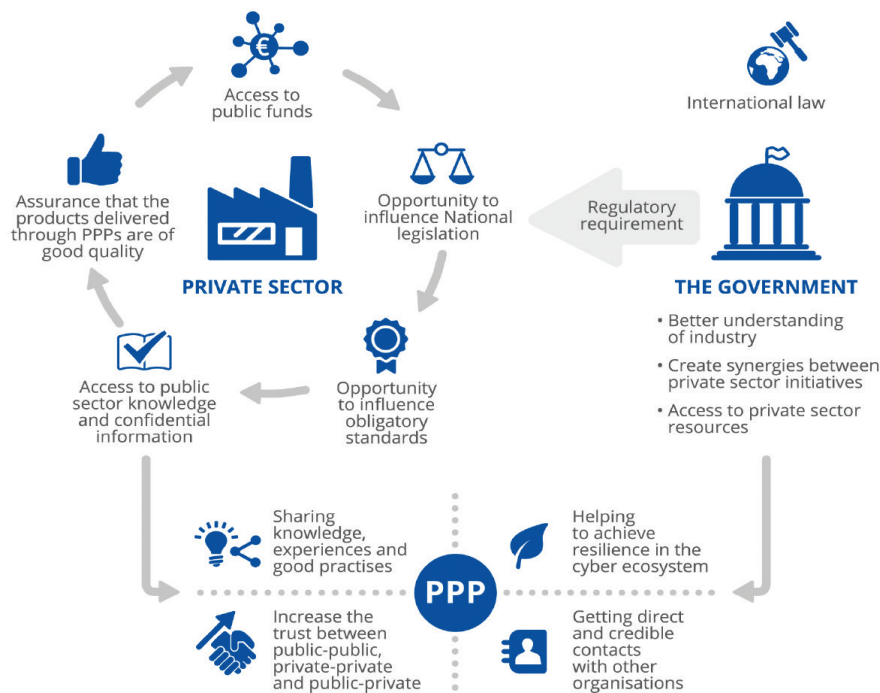 Access to
public funds
International law
Assurance that the
products delivered
through PPPs are of
good quality
Opportunity to
influence National
legislation
Regulatory
requirement
PRIVATE SECTOR
THE GOVERNMENT
• Better understanding
of industry
• Create synergies between
private sector initiatives
• Access to private sector
resources
Access to public
sector knowledge
and confidential
information
Opportunity
to influence
obligatory
standards
Sharing
knowledge,
experiences and
good practises
Helping
to achieve
resilience in the
cyber ecosystem
PPP
Increase the
trust between
public-public,
private-private
and public-private
Getting direct
and credible
contacts
with other
organisations
€